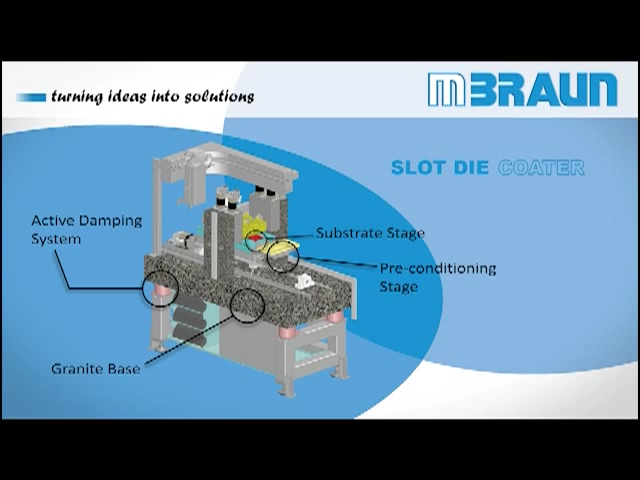 turning ideas into solutions
mBRAUN
SLOT DIE COATER
Active Damping
System
Substrate Stage
Pre-conditioning
Stage
Granite Base